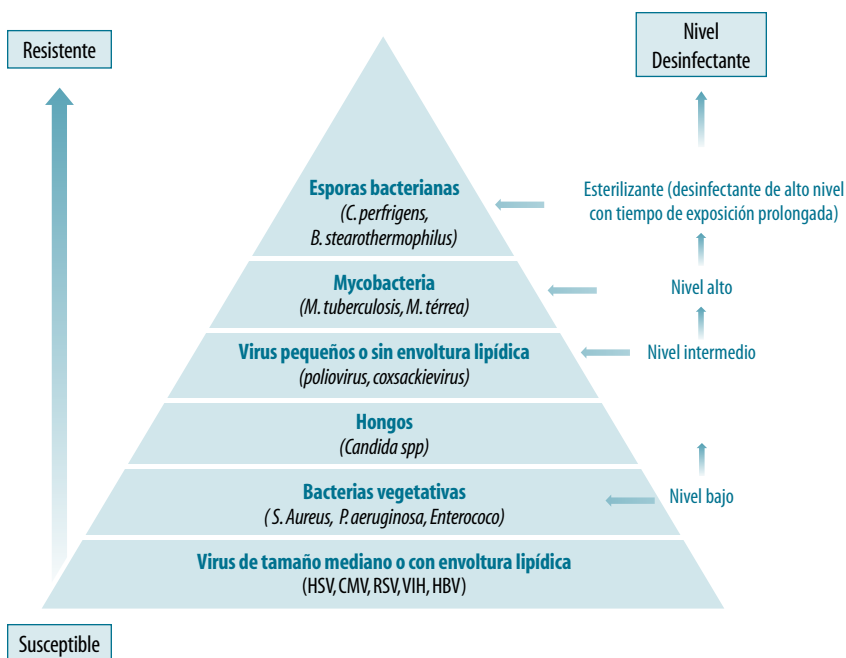 Resistente
Nivel
Desinfectante
Esporas bacterianas
(C. perfrigens,
B. stearothermophilus)
Esterilizante (desinfectante de alto nivel
con tiempo de exposición prolongada)
Mycobacteria
(M. tuberculosis, M. térrea)
Nivel alto
Virus pequeños o sin envoltura lipídica
(poliovirus, coxsackievirus)
Nivel intermedio
Hongos
(Candida spp)
Bacterias vegetativas
( S. Aureus, P. aeruginosa, Enterococo)
Nivel bajo
Virus de tamaño mediano o con envoltura lipídica
(HSV, CMV, RSV, VIH, HBV)
Susceptible